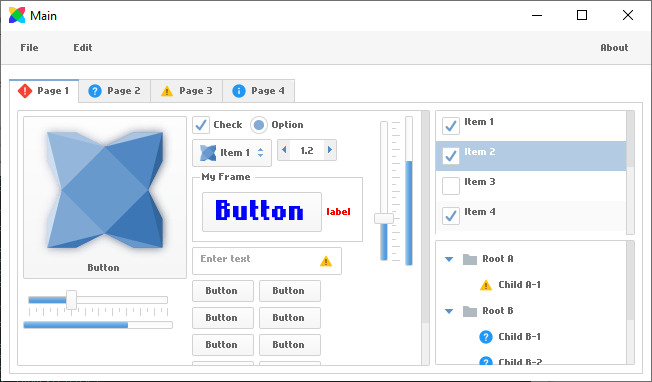 Main
File Edit About
Page 1 Page 2 Page 3 Page 4
Button
Check Option
Item 1 1.2
My Frame
Button label
Enter text
Button Button
Button Button
Button Button
Item 1
Item 2
Item 3
Item 4
Root A
Child A-1
Root B
Child B-1
Child B-2